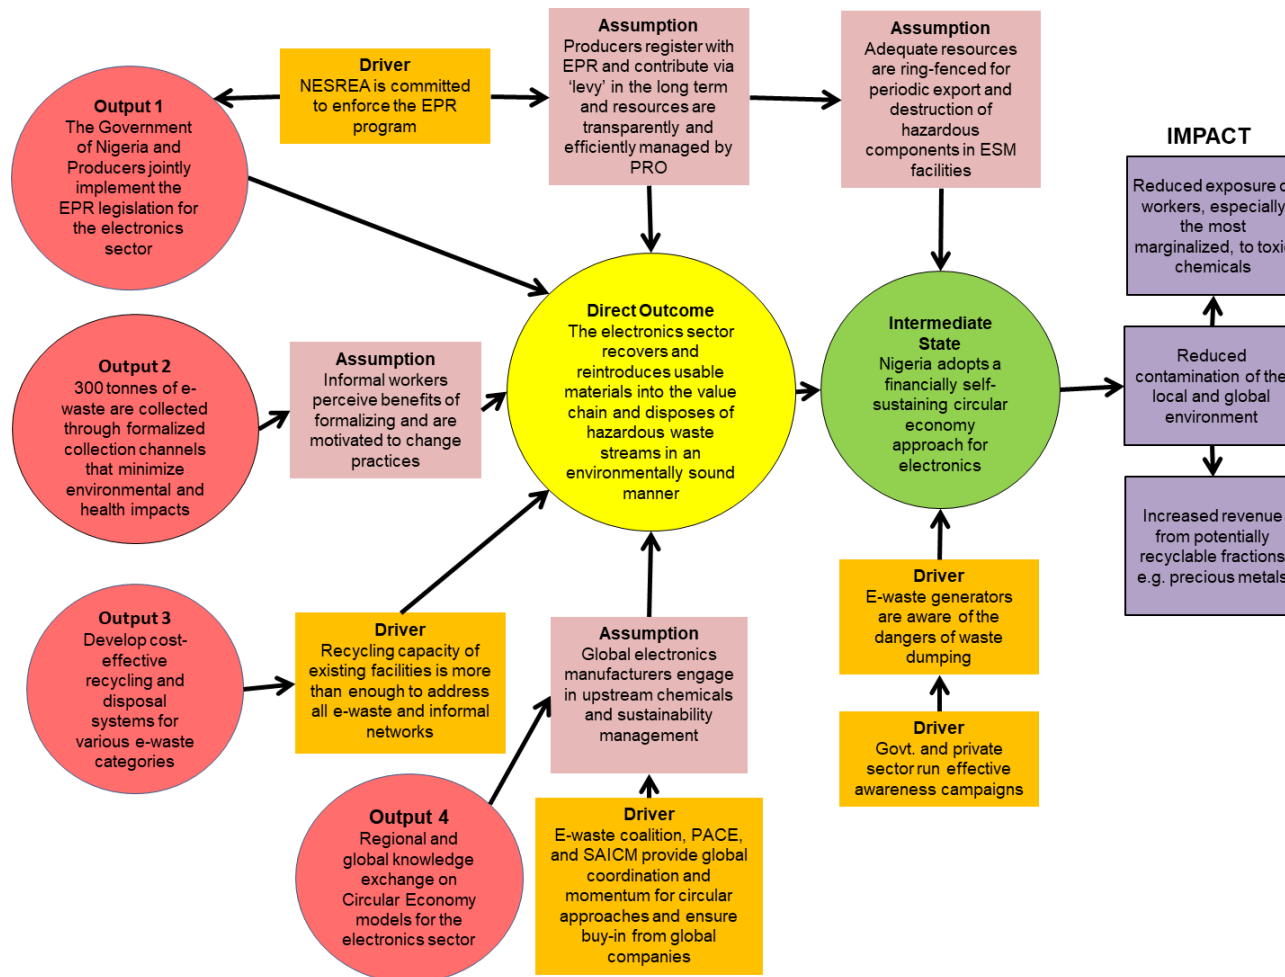 Output 1
The Government
of Nigeria and
Producers jointly
implement the
EPR legislation for
the electronics
sector
Driver
NESREA is committed
to enforce the EPR
program
Assumption
Producers register with
EPR and contribute via
‘levy’ in the long term
and resources are
transparently and
efficiently managed by
PRO
Assumption
Adequate resources
are ring-fenced for
periodic export and
destruction of
hazardous
components in ESM
facilities
Output 2
300 tonnes of e-
waste are collected
through formalized
collection channels
that minimize
environmental and
health impacts
Assumption
Informal workers
perceive benefits of
formalizing and are
motivated to change
practices
Direct Outcome
The electronics sector
recovers and
reintroduces usable
materials into the value
chain and disposes of
hazardous waste
streams in an
environmentally sound
manner
Intermediate
State
Nigeria adopts a
financially self-
sustaining circular
economy
approach for
electronics
IMPACT
Reduced exposure
workers, especially
the most
marginalized, to
chemicals
Reduced
contamination of the
local and global
environment
Increased revenue
from potentially
recyclable fractions
e.g. precious metals
Output 3
Develop cost-
effective
recycling and
disposal
systems for
various e-waste
categories
Driver
Recycling capacity of
existing facilities is more
than enough to address
all e-waste and informal
networks
Assumption
Global electronics
manufacturers engage
in upstream chemicals
and sustainability
management
Driver
E-waste generators
are aware of the
dangers of waste
dumping
Driver
Govt. and private
sector run effective
awareness campaigns
Output 4
Regional and
global knowledge
exchange on
Circular Economy
models for the
electronics sector
Driver
E-waste coalition, PACE,
and SAICM provide global
coordination and
momentum for circular
approaches and ensure
buy-in from global
companies